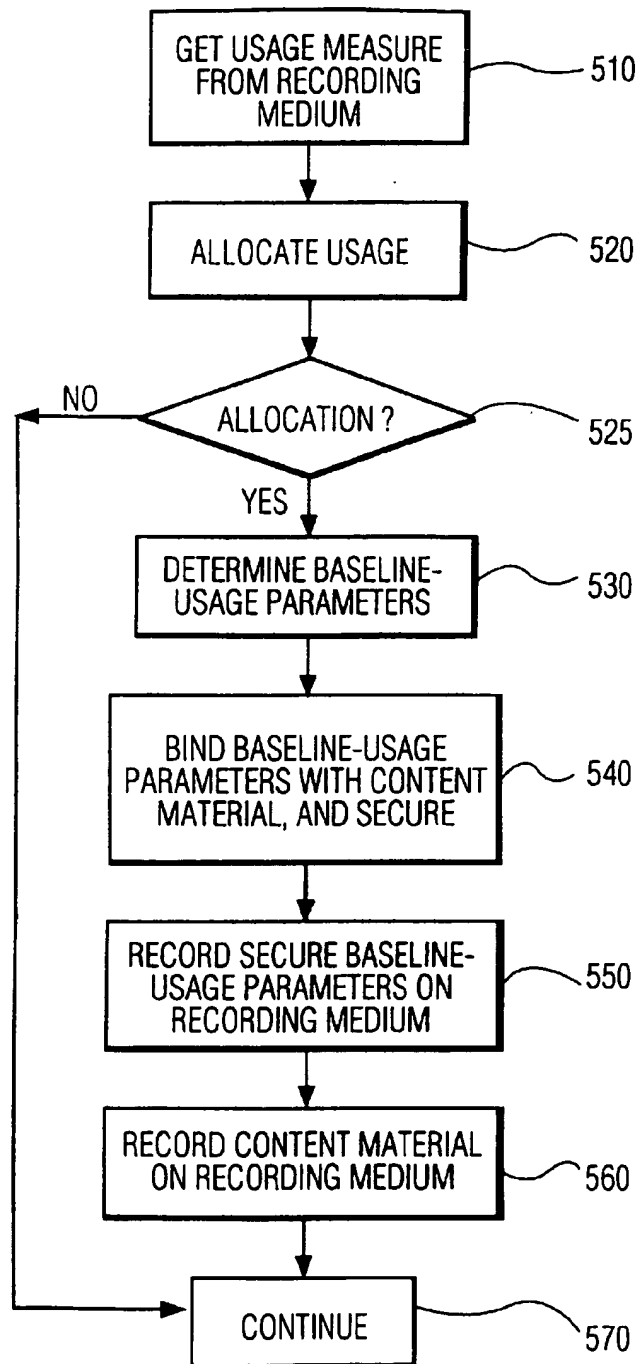 GET USAGE MEASURE
FROM RECORDING
MEDIUM
510
ALLOCATE USAGE
520
NO
ALLOCATION ?
525
YES
DETERMINE BASELINE-
USAGE PARAMETERS
530
BIND BASELINE-USAGE
PARAMETERS WITH CONTENT
MATERIAL, AND SECURE
540
RECORD SECURE BASELINE-
USAGE PARAMETERS ON
RECORDING MEDIUM
550
RECORD CONTENT MATERIAL
ON RECORDING MEDIUM
560
CONTINUE
570